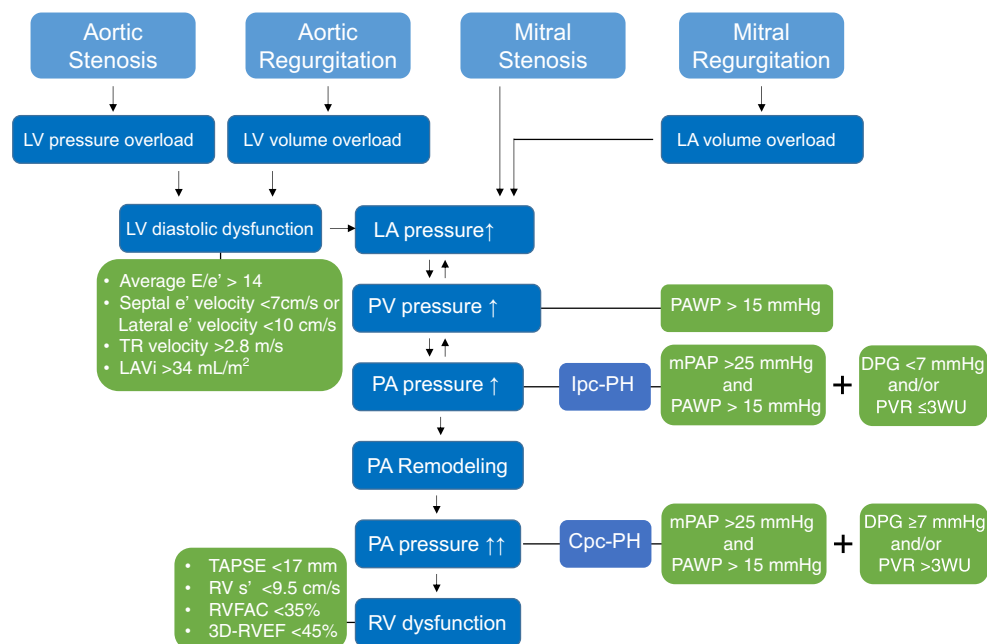 Aortic
Stenosis
Aortic
Regurgitation
Mitral
Stenosis
Mitral
Regurgitation
LV pressure overload
LV volume overload
LA volume overload
LV diastolic dysfunction
LA pressure↑
• Average E/e' > 14
• Septal e' velocity <7cm/s or
Lateral e' velocity <10 cm/s
• TR velocity >2.8 m/s
• LAVi >34 mL/m²
PV pressure ↑
PAWP > 15 mmHg
PA pressure ↑
Ipc-PH
mPAP >25 mmHg
and
PAWP > 15 mmHg
+
DPG <7 mmHg
and/or
PVR ≤3WU
PA Remodeling
PA pressure ↑↑
Cpc-PH
mPAP >25 mmHg
and
PAWP > 15 mmHg
+
DPG ≥7 mmHg
and/or
PVR >3WU
• TAPSE <17 mm
• RV s' <9.5 cm/s
• RVFAC <35%
• 3D-RVEF <45%
RV dysfunction